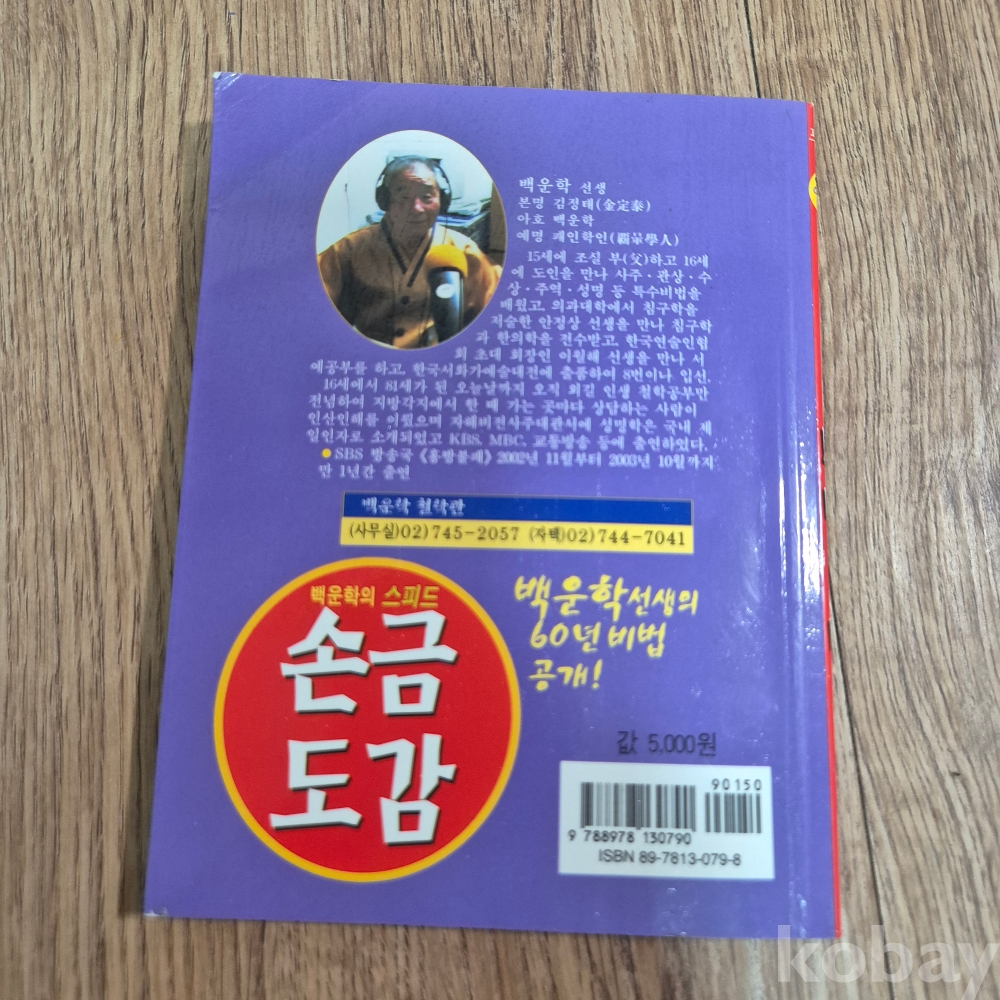 백운학 선생
본명 김정태(金定泰)
아호 백운학
예명 패인학인(覇윤學人)
15세에 조실 부(父)하고 16세
에 도인을 만나 사주·관상·수
상·주역·성명 등 특수비법을
배웠고, 의과대학에서 침구학을
저술한 안정상 선생을 만나 침구학
과 한의학을 전수받고, 한국연술인협
회 초대 회장인 이월해 선생을 만나 서
예공부를 하고, 한국서화가예술대전에 출품하여 8번이나 입선.
16세에서 81세가 된 오늘날까지 오직 외길 인생 철학공부만
전념하여 지방각지에서 한 때 가는 곳마다 상담하는 사람이
인산인해를 이뤘으며 자해비전사주대관서에 성명학은 국내 제
일인자로 소개되었고 KBS, MBC, 교통방송 등에 출연하였다.
● SBS 방송국 《홍방불패》 2002년 11월부터 2003년 10월까지
만 1년간 출연
백운학 철학관
(사무실)02)745-2057 (자택)02)744-7041
백운학의 스피드
손금
도감
백운학선생의
60년 비법
공개!
값 5,000원
90150
9 788978 130790
ISBN 89-7813-079-8
kobay